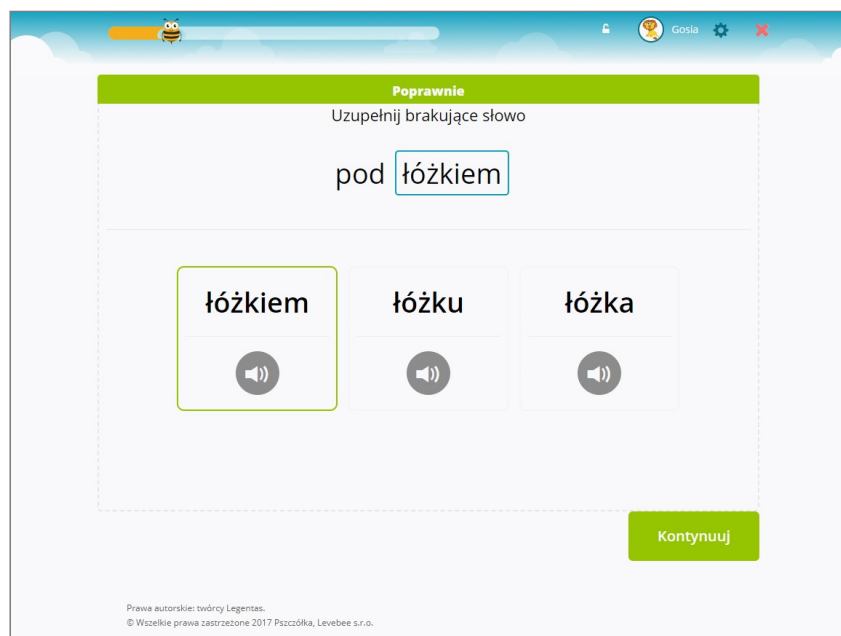 Gosia
Poprawnie
Uzupełnij brakujące słowo
pod łóżkiem
łóżkiem łóżku łóżka
Kontynuuj
Prawa autorskie: twórcy Legentas.
© Wszelkie prawa zastrzeżone 2017 Pszczółka, Levebee s.r.o.